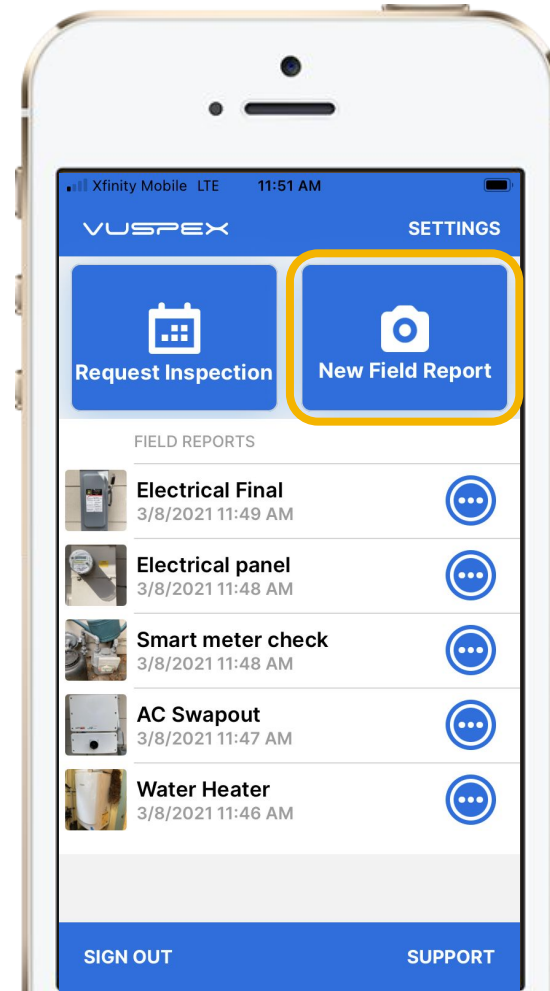 Xfinity Mobile LTE 11:51 AM
VUSPEX SETTINGS
Request Inspection
New Field Report
FIELD REPORTS
Electrical Final
3/8/2021 11:49 AM
Electrical panel
3/8/2021 11:48 AM
Smart meter check
3/8/2021 11:48 AM
AC Swapout
3/8/2021 11:47 AM
Water Heater
3/8/2021 11:46 AM
SIGN OUT SUPPORT